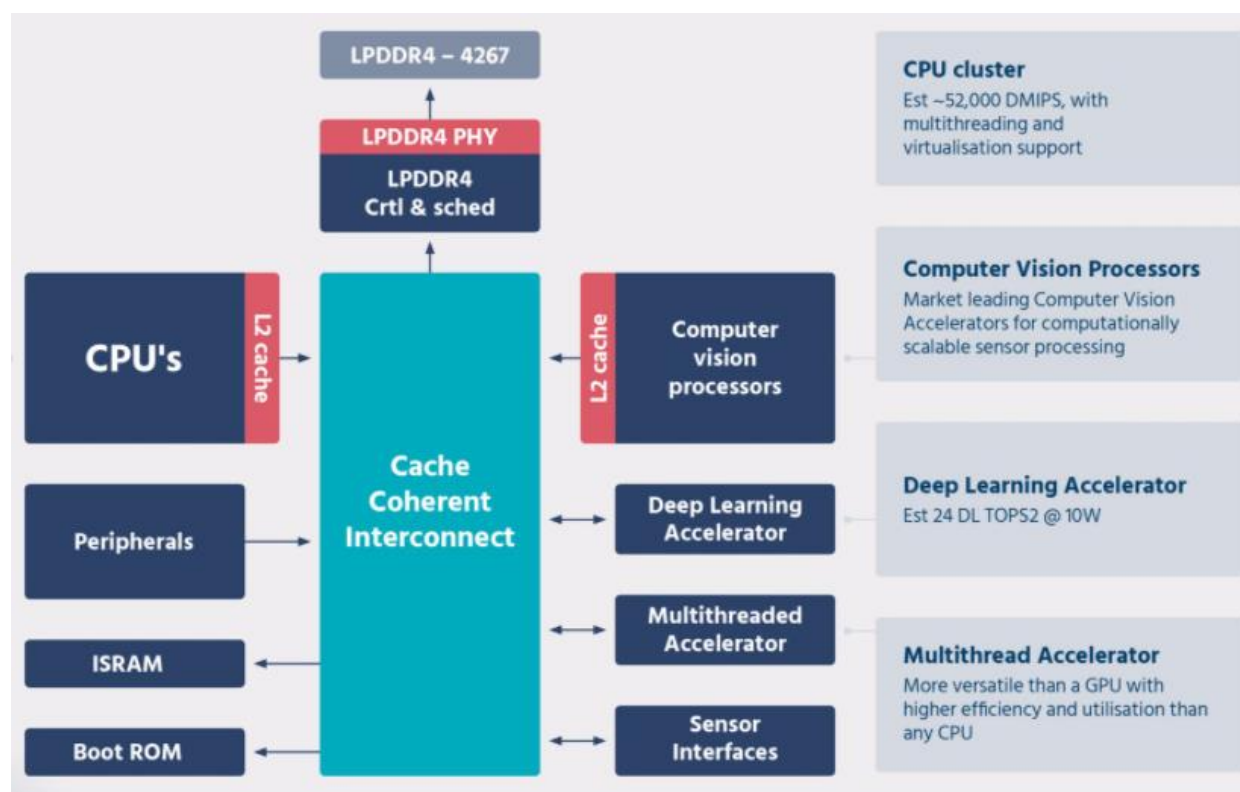 LPDDR4 – 4267
LPDDR4 PHY
LPDDR4
Crtl & sched
CPU's
L2 cache
Peripherals
ISRAM
Boot ROM
Cache
Coherent
Interconnect
L2 cache
Computer
vision
processors
Deep Learning
Accelerator
Multithreaded
Accelerator
Sensor
Interfaces
CPU cluster
Est ~52,000 DMIPS, with
multithreading and
virtualisation support
Computer Vision Processors
Market leading Computer Vision
Accelerators for computationally
scalable sensor processing
Deep Learning Accelerator
Est 24 DL TOPS2 @ 10W
Multithread Accelerator
More versatile than a GPU with
higher efficiency and utilisation than
any CPU